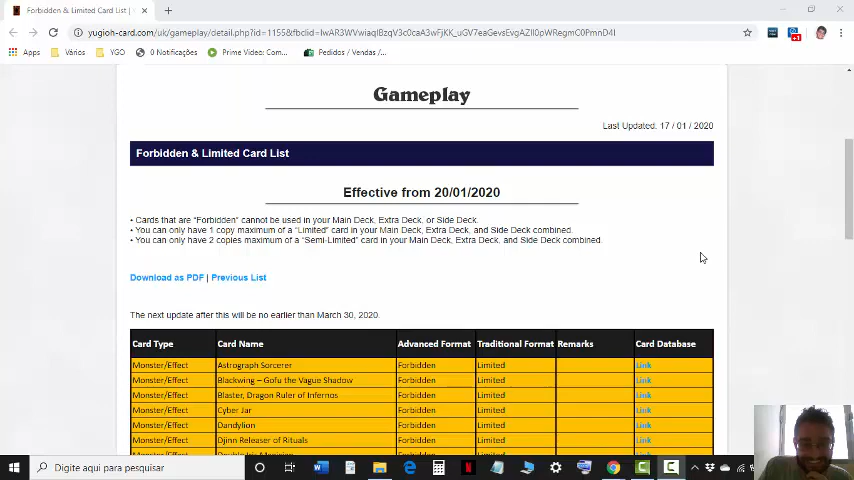 Forbidden & Limited Card List |
yugioh-card.com/uk/gameplay/detail.php?id=1155&fbclid=IwAR3WVwiaqI8zqV3c0caA3wFjKK_uGV7eaGevsEvgAZII0pWRegmC0PmnD4I
Apps Vários YGO 0 Notificações Prime Video: Com... Pedidos / Vendas /...
Gameplay
Last Updated: 17 / 01 / 2020
Forbidden & Limited Card List
Effective from 20/01/2020
• Cards that are “Forbidden” cannot be used in your Main Deck, Extra Deck, or Side Deck.
• You can only have 1 copy maximum of a “Limited” card in your Main Deck, Extra Deck, and Side Deck combined.
• You can only have 2 copies maximum of a “Semi-Limited” card in your Main Deck, Extra Deck, and Side Deck combined.
Download as PDF | Previous List
The next update after this will be no earlier than March 30, 2020.
Card Type Card Name Advanced Format Traditional Format Remarks Card Database
Monster/Effect Astrograph Sorcerer Forbidden Limited Link
Monster/Effect Blackwing – Gofu the Vague Shadow Forbidden Limited Link
Monster/Effect Blaster, Dragon Ruler of Infernos Forbidden Limited Link
Monster/Effect Cyber Jar Forbidden Limited Link
Monster/Effect Dandylion Forbidden Limited Link
Monster/Effect Djinn Releaser of Rituals Forbidden Limited Link
Digite aqui para pesquisar